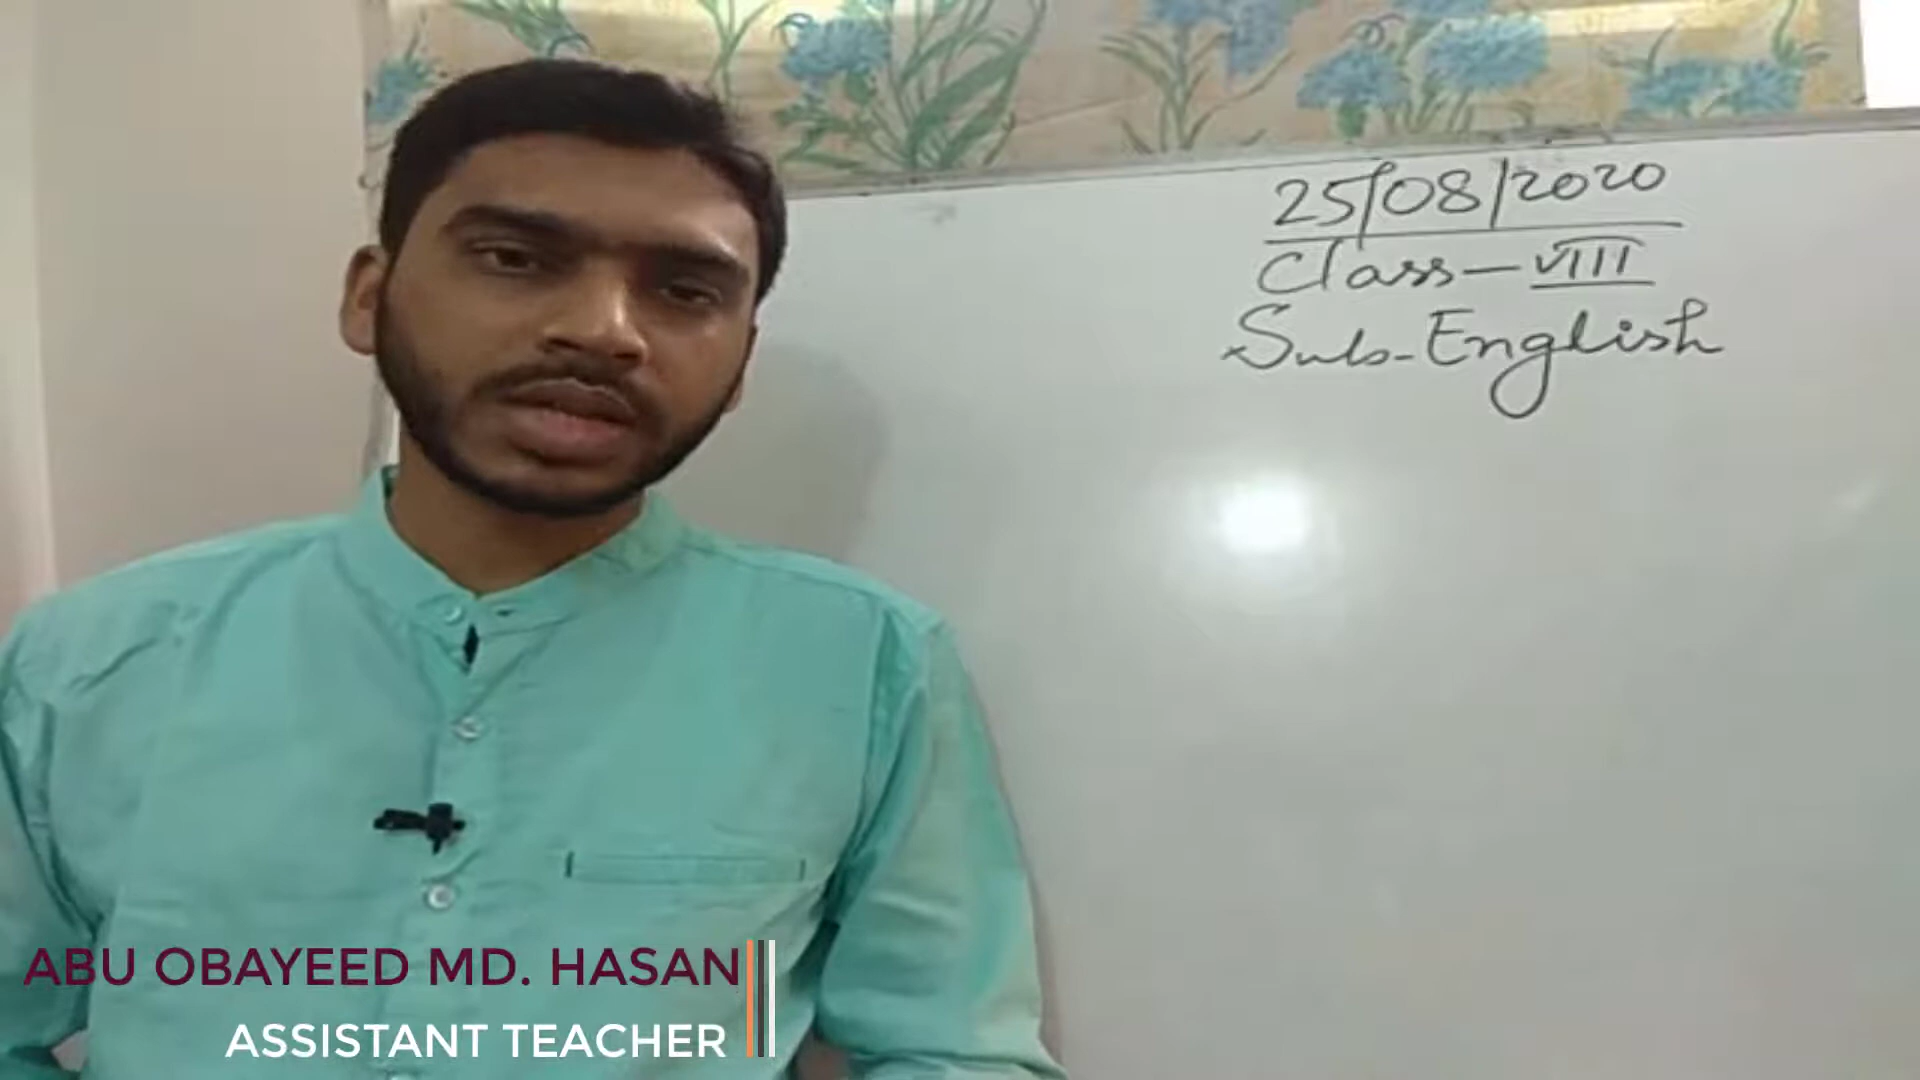 25/08/2020
Class - VIII
Sub - English
ABU OBAYEED MD. HASAN
ASSISTANT TEACHER